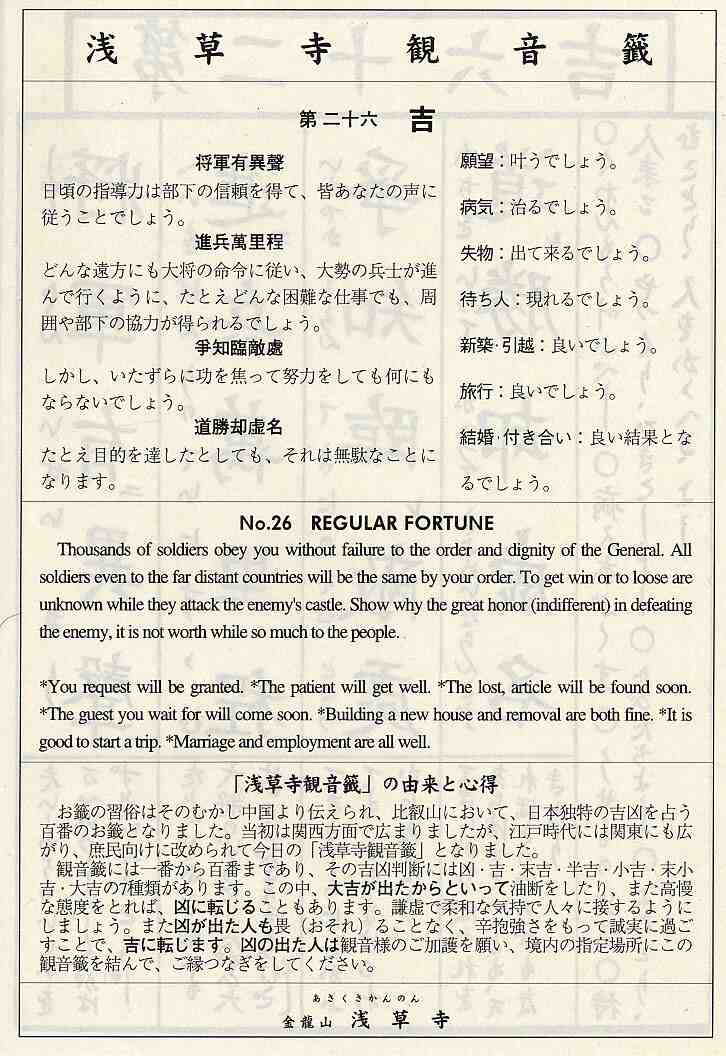 浅草寺観音籤
第二十六 吉
将軍有異聲
日頃の指導力は部下の信頼を得て、皆あなたの声に
従うことでしょう。
進兵萬里程
どんな遠方にも大将の命令に従い、大勢の兵士が進
んで行くように、たとえどんな困難な仕事でも、周
囲や部下の協力が得られるでしょう。
爭知臨敵處
しかし、いたずらに功を焦って努力をしても何にも
ならないでしょう。
道勝却虚名
たとえ目的を達したとしても、それは無駄なことに
なります。
願望：叶うでしょう。
病気：治るでしょう。
失物：出て来るでしょう。
待ち人：現れるでしょう。
新築·引越：良いでしょう。
旅行：良いでしょう。
結婚·付き合い：良い結果とな
るでしょう。
No.26 REGULAR FORTUNE
Thousands of soldiers obey you without failure to the order and dignity of the General. All
soldiers even to the far distant countries will be the same by your order. To get win or to loose are
unknown while they attack the enemy's castle. Show why the great honor (indifferent) in defeating
the enemy, it is not worth while so much to the people.
*You request will be granted. *The patient will get well. *The lost, article will be found soon.
*The guest you wait for will come soon. *Building a new house and removal are both fine. *It is
good to start a trip. *Marriage and employment are all well.
「浅草寺観音籤」の由来と心得
お籤の習俗はそのむかし中国より伝えられ、比叡山において、日本独特の吉凶を占う
百番のお籤となりました。当初は関西方面で広まりましたが、江戸時代には関東にも広
がり、庶民向けに改められて今日の「浅草寺観音籤」となりました。
観音籤には一番から百番まであり、その吉凶判断には凶·吉·末吉·半吉·小吉·末小
吉·大吉の7種類があります。この中、大吉が出たからといって油断をしたり、また高慢
な態度をとれば、凶に転じることもあります。謙虚で柔和な気持で人々に接するように
しましょう。また凶が出た人も畏（おそれ）ることなく、辛抱強さをもって誠実に過ご
すことで、吉に転じます。凶の出た人は観音様のご加護を願い、境内の指定場所にこの
観音籤を結んで、ご縁つなぎをしてください。
あさくさかんのん
金龍山 浅草寺